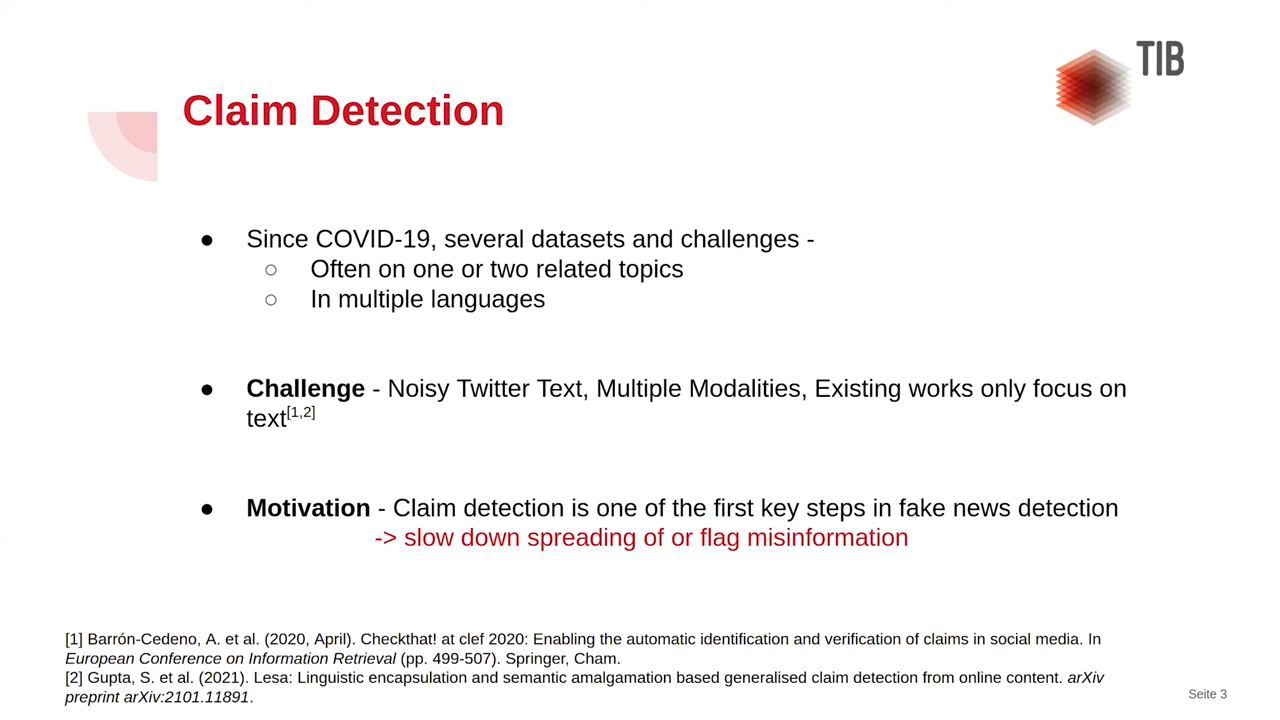 TIB
Claim Detection
● Since COVID-19, several datasets and challenges -
○ Often on one or two related topics
○ In multiple languages
● Challenge - Noisy Twitter Text, Multiple Modalities, Existing works only focus on
text[1,2]
● Motivation - Claim detection is one of the first key steps in fake news detection
-> slow down spreading of or flag misinformation
[1] Barrón-Cedeno, A. et al. (2020, April). Checkthat! at clef 2020: Enabling the automatic identification and verification of claims in social media. In
European Conference on Information Retrieval (pp. 499-507). Springer, Cham.
[2] Gupta, S. et al. (2021). Lesa: Linguistic encapsulation and semantic amalgamation based generalised claim detection from online content. arXiv
preprint arXiv:2101.11891.
Seite 3